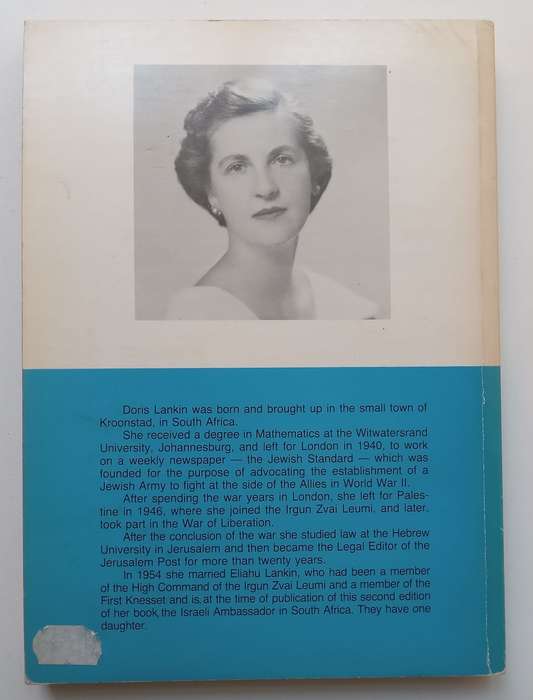 Doris Lankin was born and brought up in the small town of
Kroonstad, in South Africa.
She received a degree in Mathematics at the Witwatersrand
University, Johannesburg, and left for London in 1940, to work
on a weekly newspaper — the Jewish Standard — which was
founded for the purpose of advocating the establishment of a
Jewish Army to fight at the side of the Allies in World War II.
After spending the war years in London, she left for Pales-
tine in 1946, where she joined the Irgun Zvai Leumi, and later,
took part in the War of Liberation.
After the conclusion of the war she studied law at the Hebrew
University in Jerusalem and then became the Legal Editor of the
Jerusalem Post for more than twenty years.
In 1954 she married Eliahu Lankin, who had been a member
of the High Command of the Irgun Zvai Leumi and a member of the
First Knesset and is, at the time of publication of this second edition
of her book, the Israeli Ambassador in South Africa. They have one
daughter.